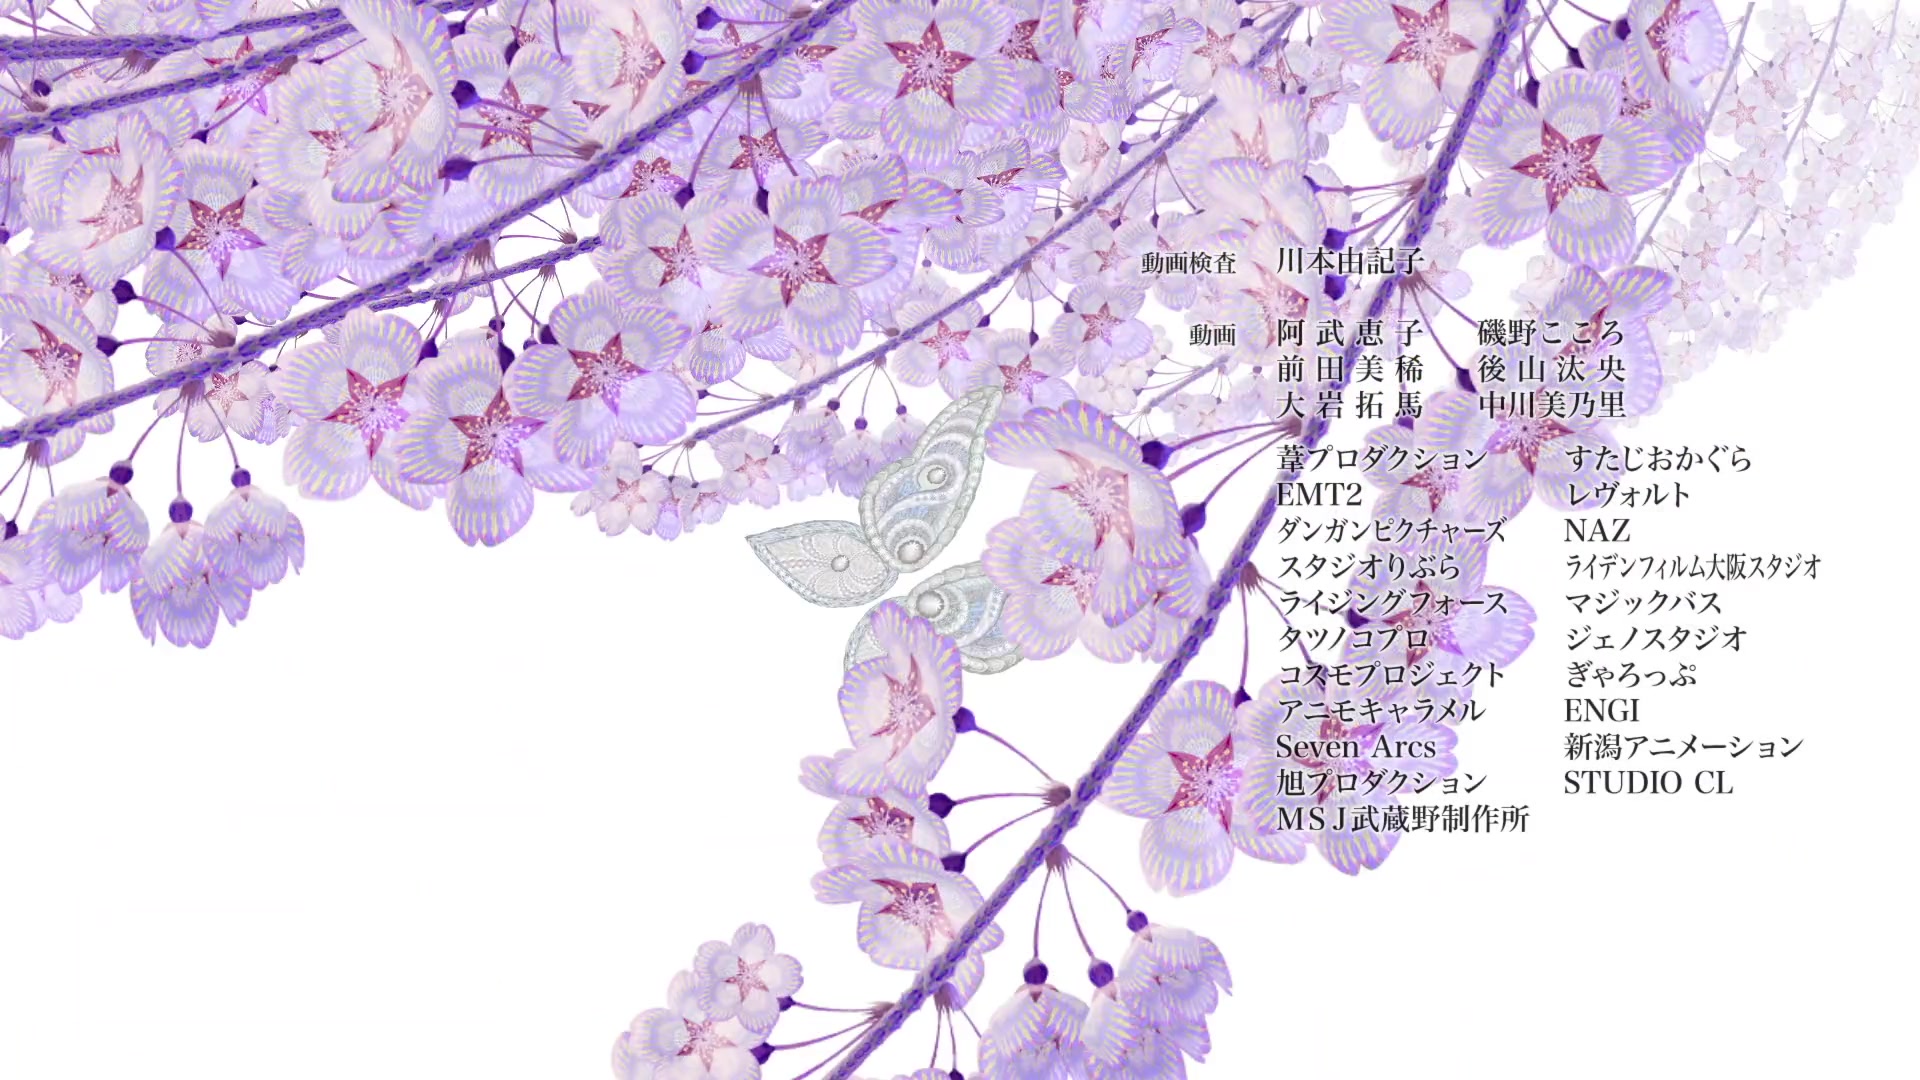 動画検査 川本由記子
動画 阿武恵子 磯野こころ
前田美稀 後山汰央
大岩拓馬 中川美乃里
葦プロダクション すたじおかぐら
EMT2 レヴォルト
ダンガンピクチャーズ NAZ
スタジオりぶら ライデンフィルム大阪スタジオ
ライジングフォース マジックバス
タツノコプロ ジェノスタジオ
コスモプロジェクト ぎゃろっぷ
アニモキャラメル ENGI
Seven Arcs 新潟アニメーション
旭プロダクション STUDIO CL
MSJ武蔵野制作所